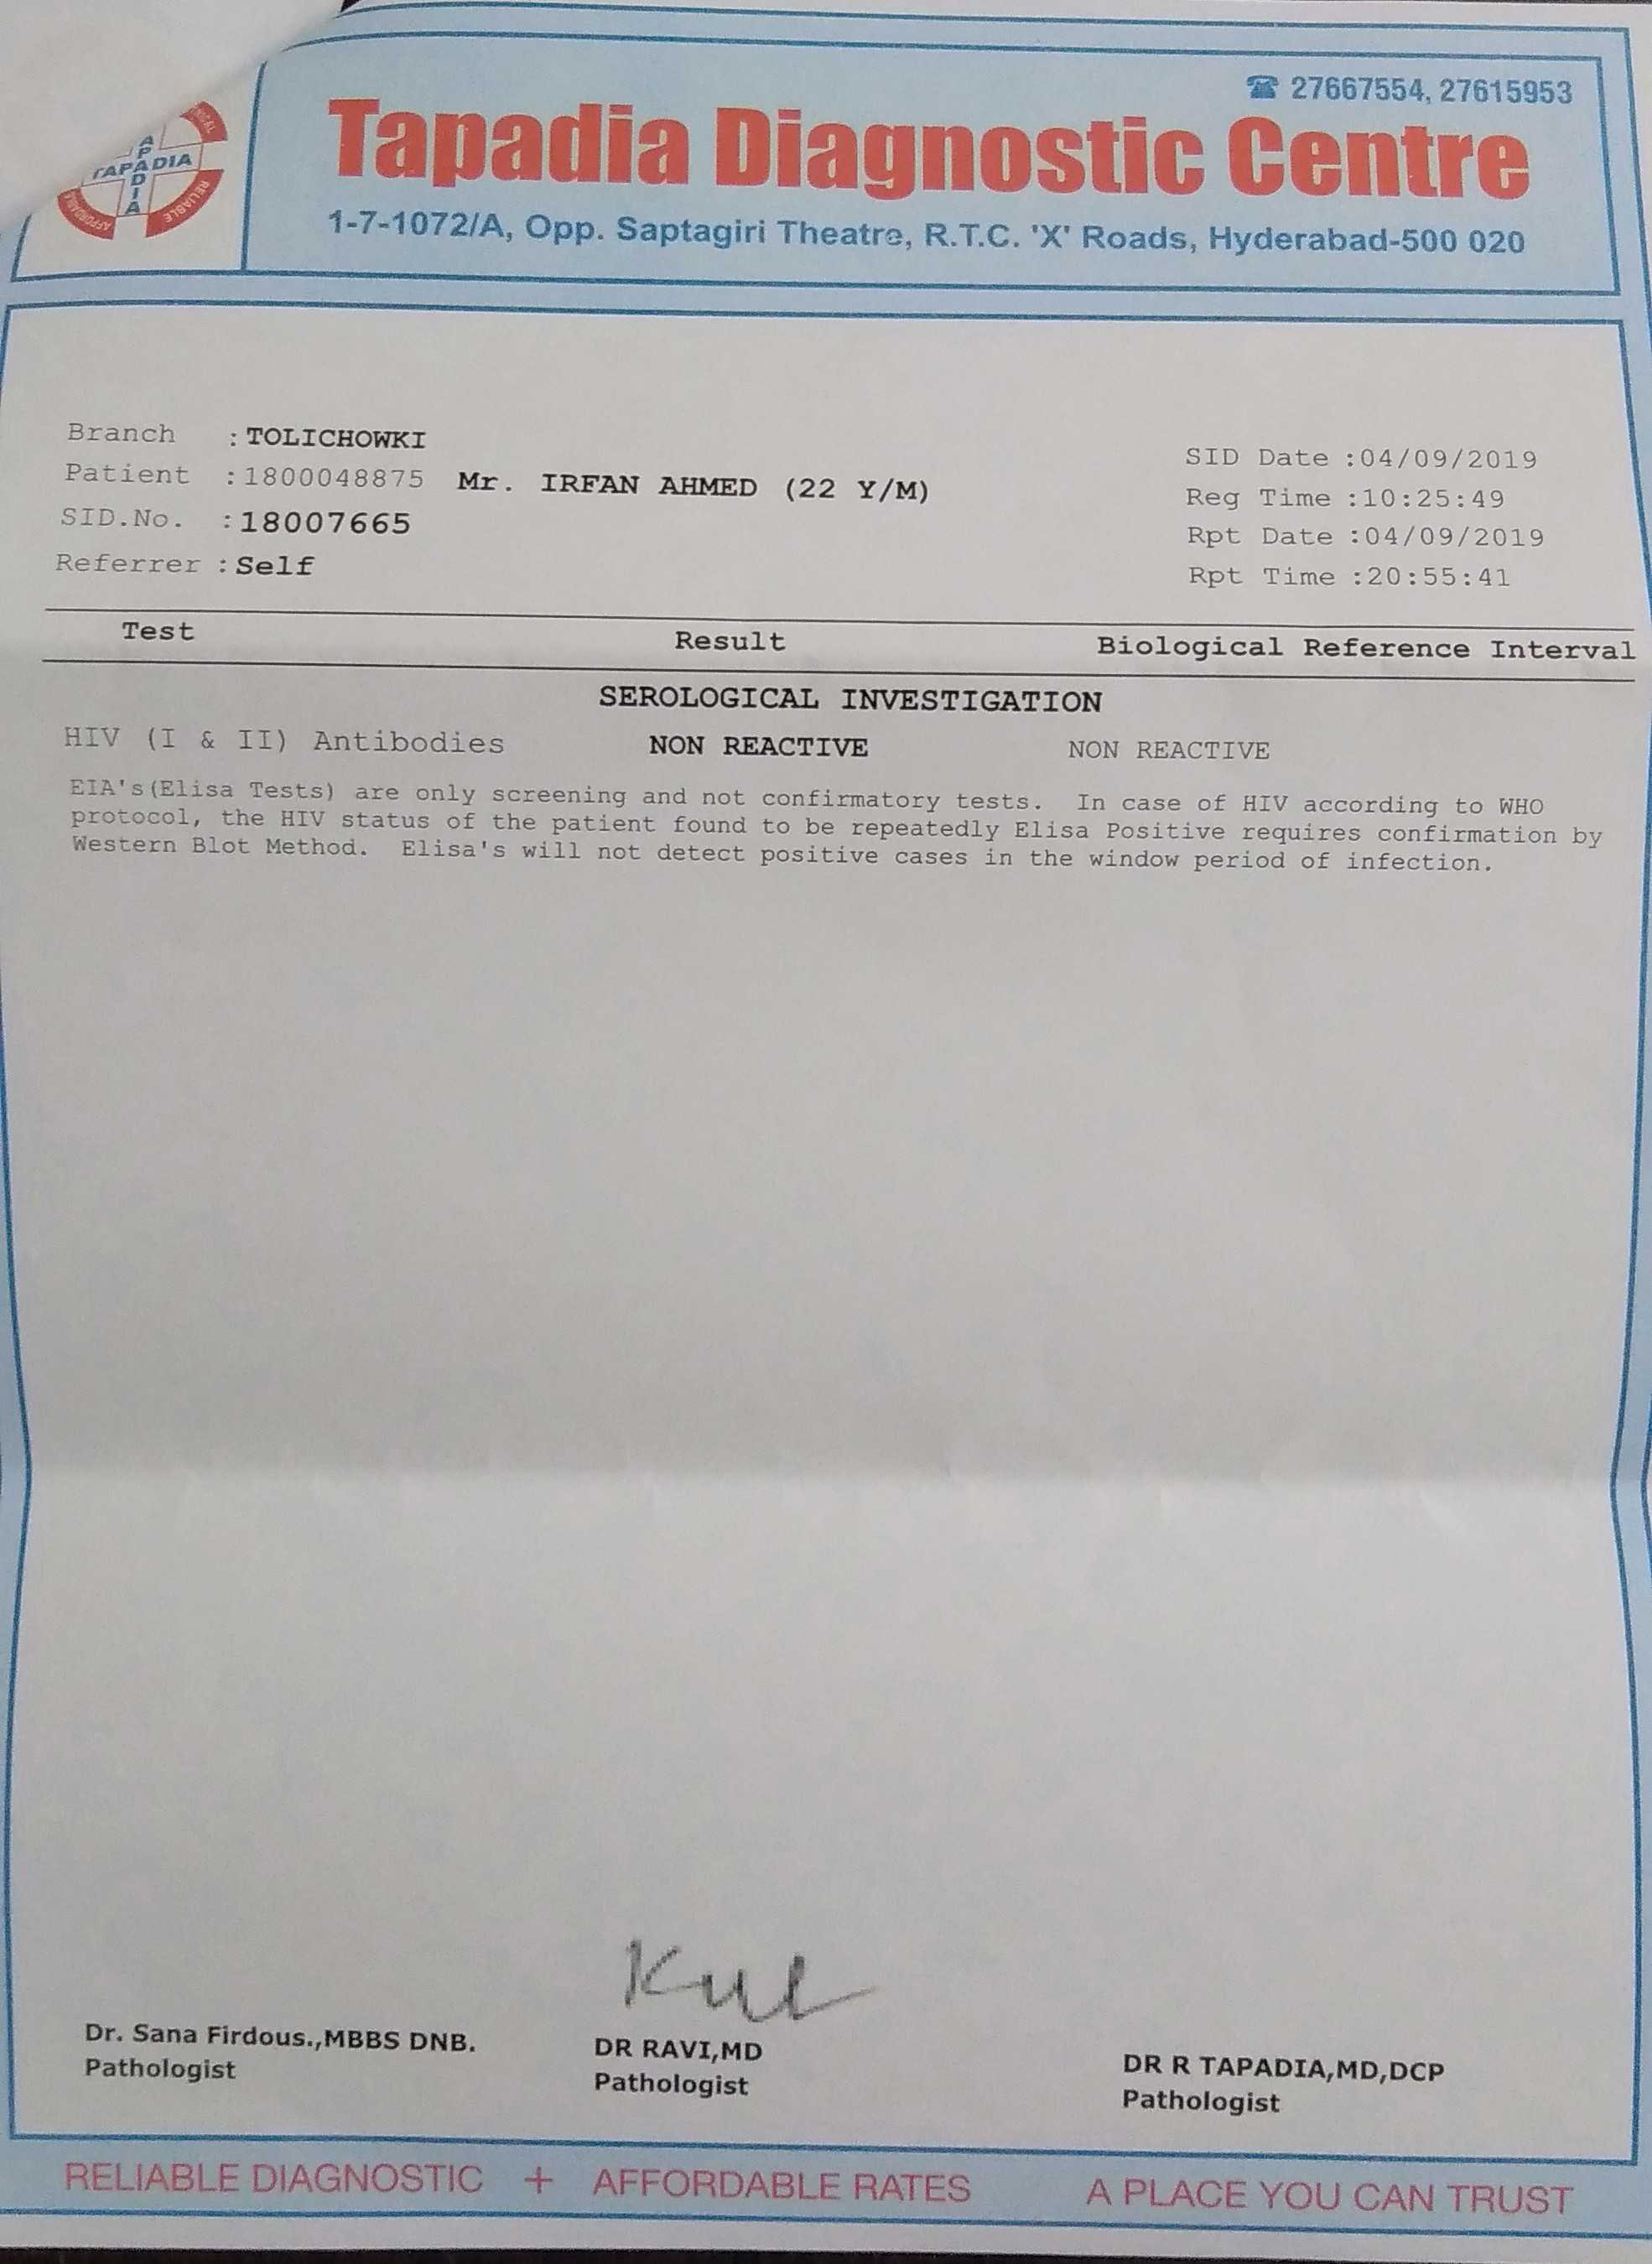 ☎ 27667554, 27615953
TAPADIA
RELIABLE
AFFORDABLE
Tapadia Diagnostic Centre
1-7-1072/A, Opp. Saptagiri Theatre, R.T.C. 'X' Roads, Hyderabad-500 020
Branch : TOLICHOWKI
Patient :1800048875 Mr. IRFAN AHMED (22 Y/M)
SID.No. :18007665
Referrer :Self
SID Date :04/09/2019
Reg Time :10:25:49
Rpt Date :04/09/2019
Rpt Time :20:55:41
Test Result Biological Reference Interval
SEROLOGICAL INVESTIGATION
HIV (I & II) Antibodies NON REACTIVE NON REACTIVE
EIA's(Elisa Tests) are only screening and not confirmatory tests. In case of HIV according to WHO
protocol, the HIV status of the patient found to be repeatedly Elisa Positive requires confirmation by
Western Blot Method. Elisa's will not detect positive cases in the window period of infection.
Dr. Sana Firdous.,MBBS DNB.
Pathologist
DR RAVI,MD
Pathologist
DR R TAPADIA,MD,DCP
Pathologist
RELIABLE DIAGNOSTIC + AFFORDABLE RATES A PLACE YOU CAN TRUST